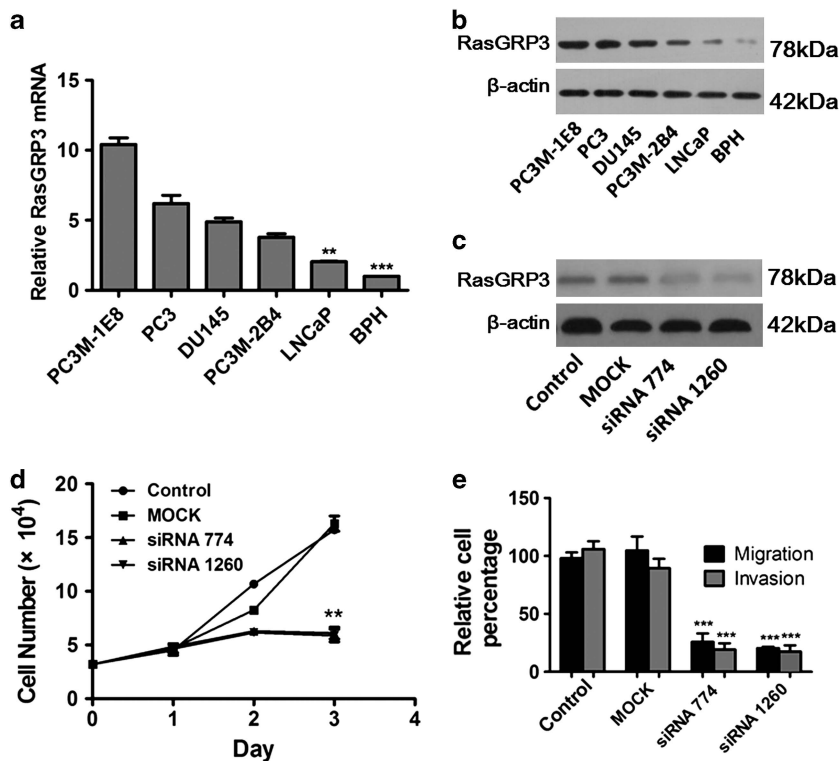 a
Relative RasGRP3 mRNA
15
10
5
0
PC3M-1E8
PC3
DU145
PC3M-2B4
LNCaP
BPH
**
***
b
RasGRP3
78kDa
β-actin
42kDa
PC3M-1E8
PC3
DU145
PC3M-2B4
LNCaP
BPH
c
RasGRP3
78kDa
β-actin
42kDa
Control
MOCK
siRNA 774
siRNA 1260
d
Cell Number (× 10⁴)
20
15
10
5
0
Control
MOCK
siRNA 774
siRNA 1260
**
0
1
2
3
4
Day
e
Relative cell
percentage
150
100
50
0
Migration
Invasion
*** ***
*** ***
Control
MOCK
siRNA 774
siRNA 1260